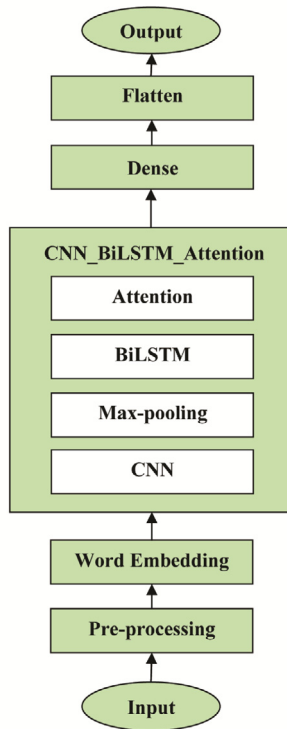 Output
Flatten
Dense
CNN_BiLSTM_Attention
Attention
BiLSTM
Max-pooling
CNN
Word Embedding
Pre-processing
Input